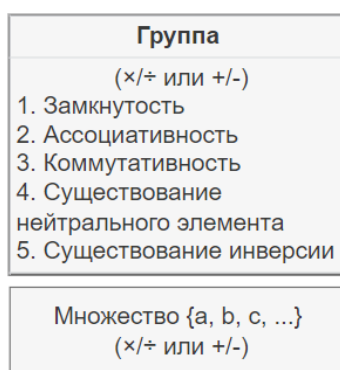 Группа
(×/÷ или +/-)
1. Замкнутость
2. Ассоциативность
3. Коммутативность
4. Существование
нейтрального элемента
5. Существование инверсии
Множество {a, b, c, ...}
(×/÷ или +/-)